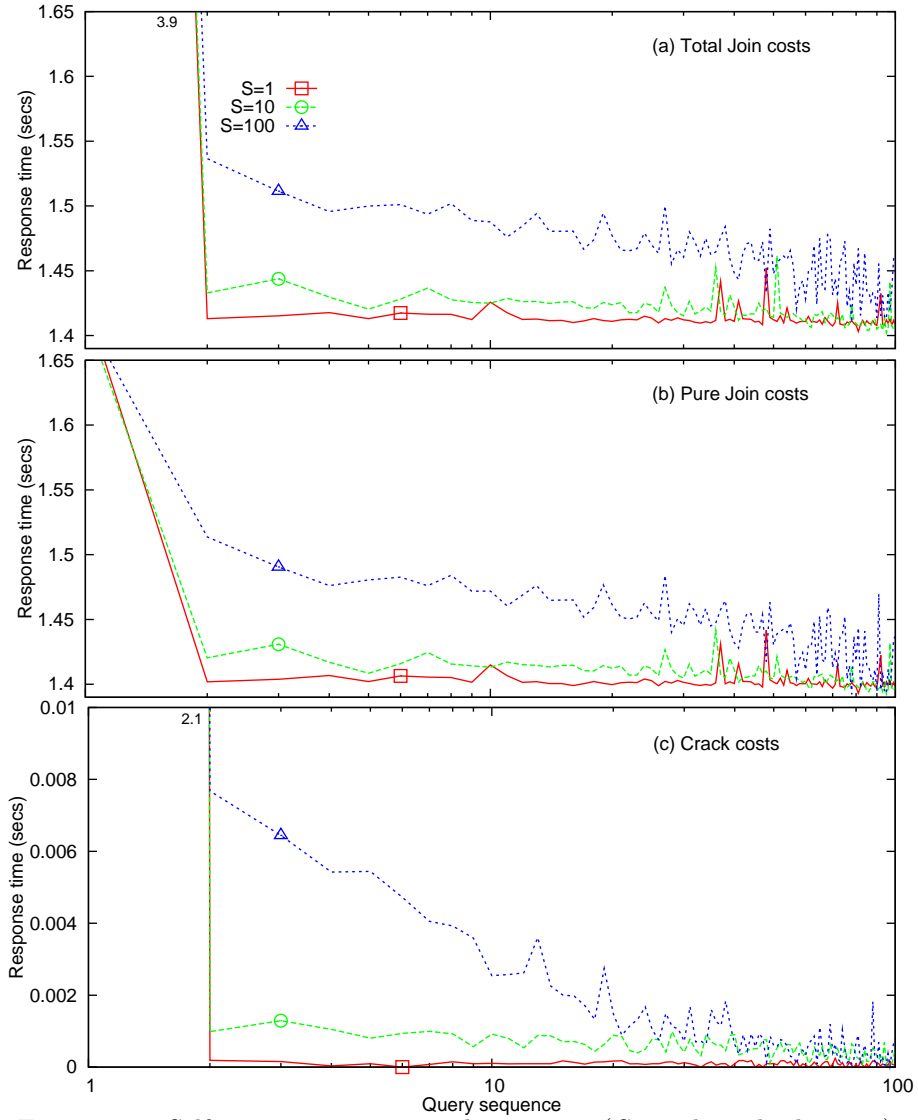 1.65
3.9
(a) Total Join costs
1.6
S=1
S=10
S=100
1.55
1.5
1.45
1.4
Response time (secs)
1.65
(b) Pure Join costs
1.6
1.55
1.5
1.45
1.4
Response time (secs)
0.01
2.1
(c) Crack costs
0.008
0.006
0.004
0.002
0
Response time (secs)
1
10
100
Query sequence